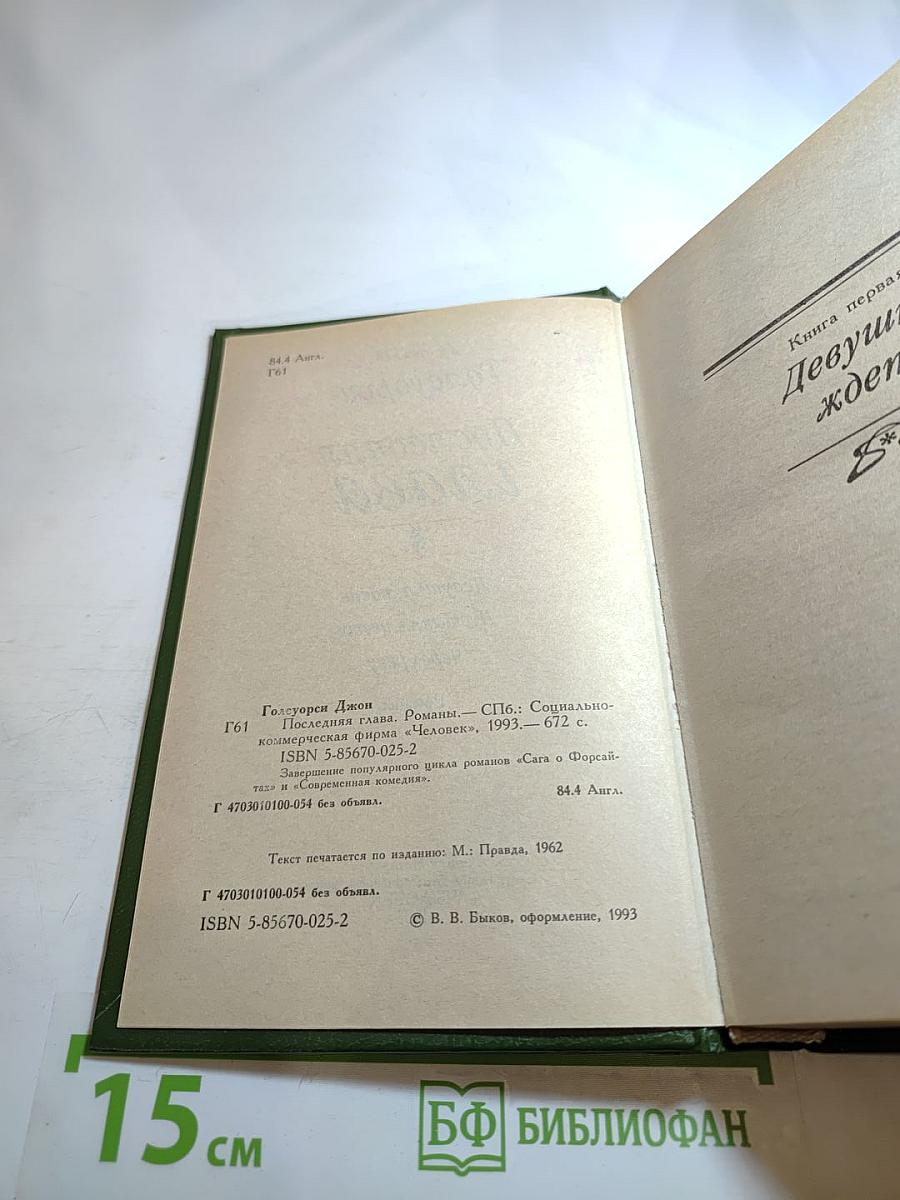 84.4 Англ.
Г61
Голсуорси Джон
Г61 Последняя глава. Романы.— СПб.: Социально-
коммерческая фирма «Человек», 1993.— 672 с.
ISBN 5-85670-025-2
Завершение популярного цикла романов «Сага о Форсай-
тах» и «Современная комедия».
Г 4703010100-054 без объявл.
84.4 Англ.
Текст печатается по изданию: М.: Правда, 1962
Г 4703010100-054 без объявл.
ISBN 5-85670-025-2
© В. В. Быков, оформление, 1993
Книга первая
Девуш
ждет
15 см
БФ БИБЛИОФАН